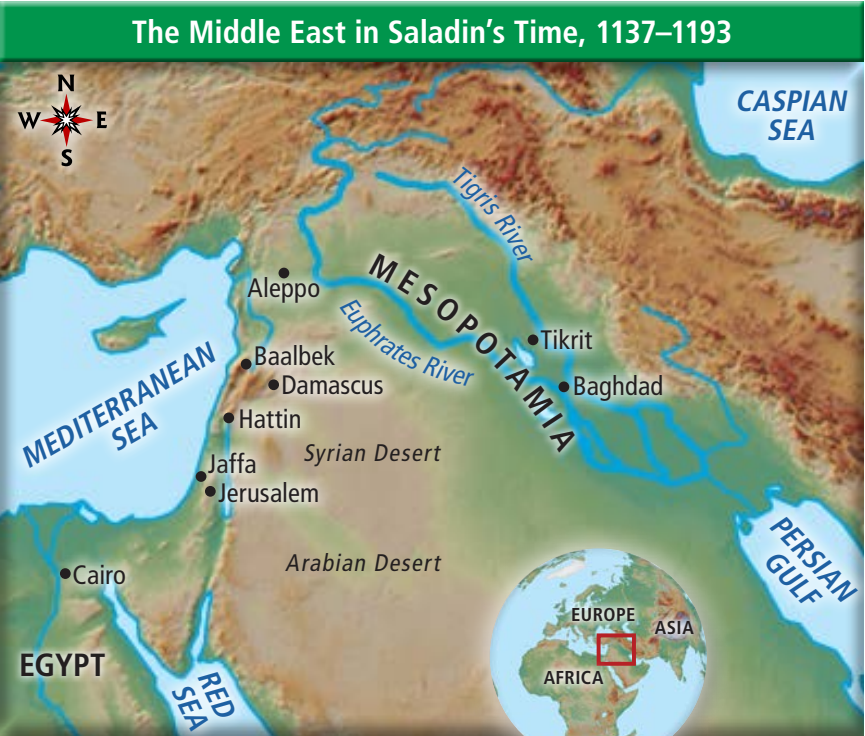 The Middle East in Saladin's Time, 1137–1193
N
W E
S
CASPIAN
SEA
Tigris River
MESOPOTAMIA
Aleppo
Euphrates River
Tikrit
Baalbek
Baghdad
Damascus
MEDITERRANEAN
SEA
Hattin
Syrian Desert
Jaffa
Jerusalem
PERSIAN
GULF
Arabian Desert
Cairo
EGYPT
RED
SEA
EUROPE
ASIA
AFRICA